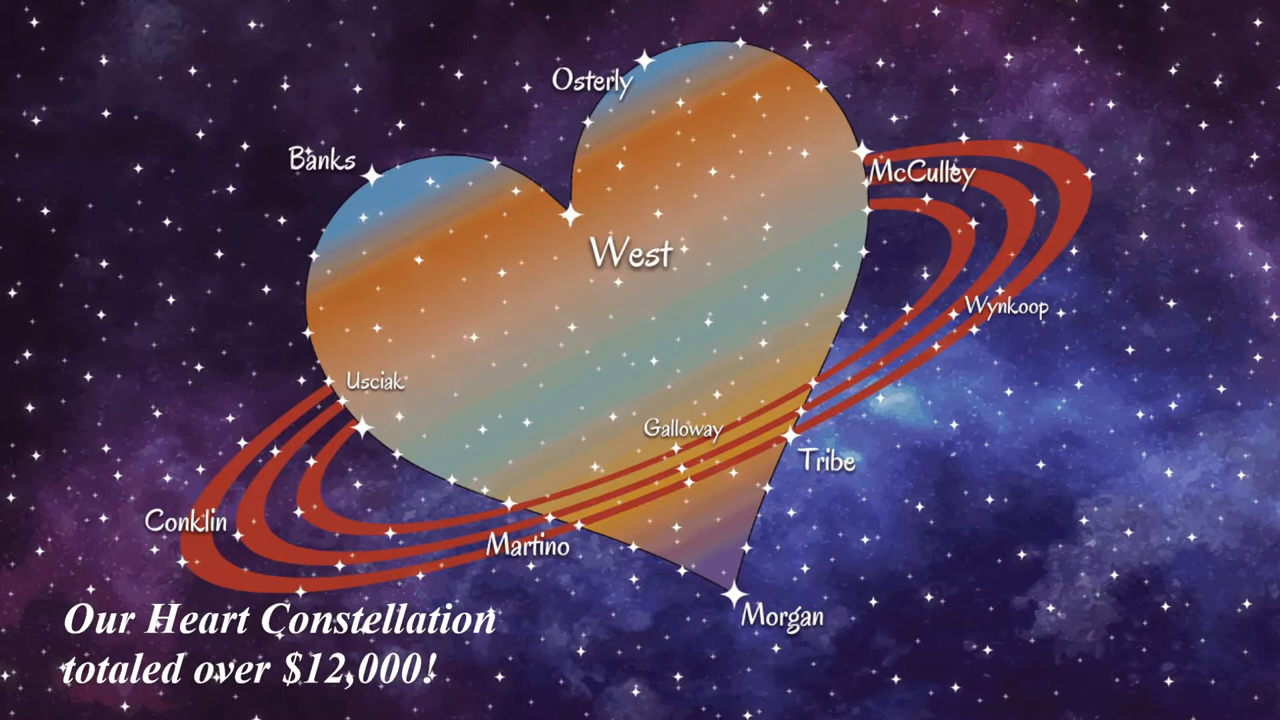 Osterly
Banks
McCulley
West
Wynkoop
Usciak
Galloway
Tribe
Conklin
Martino
Morgan
Our Heart Constellation
totaled over $12,000!